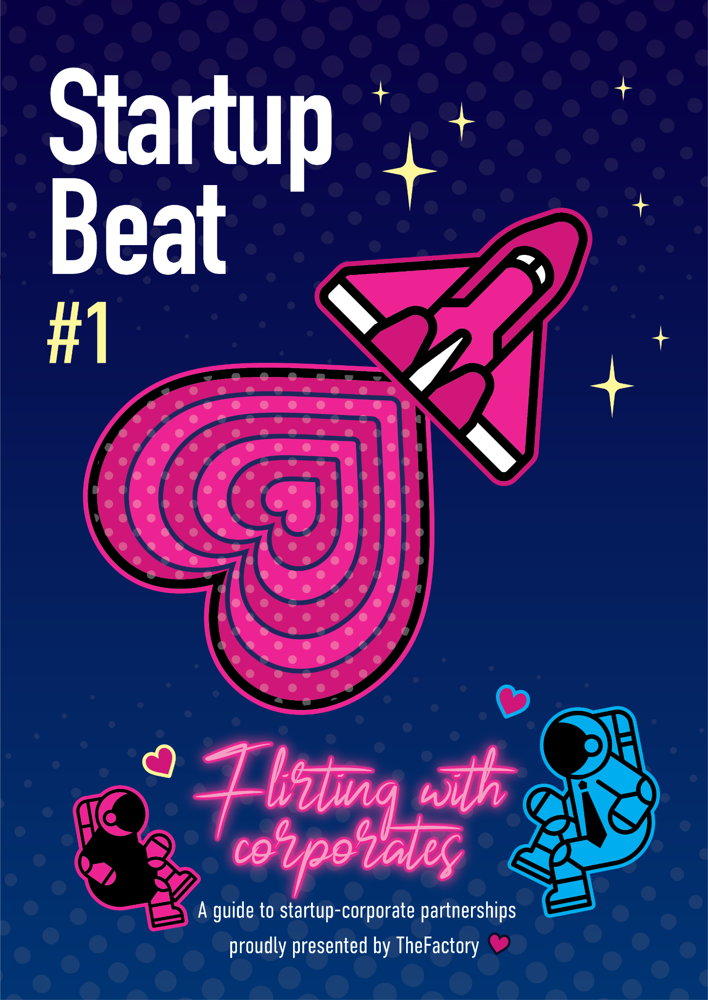 Startup
Beat
#1
Flirting with
corporates
A guide to startup-corporate partnerships
proudly presented by TheFactory